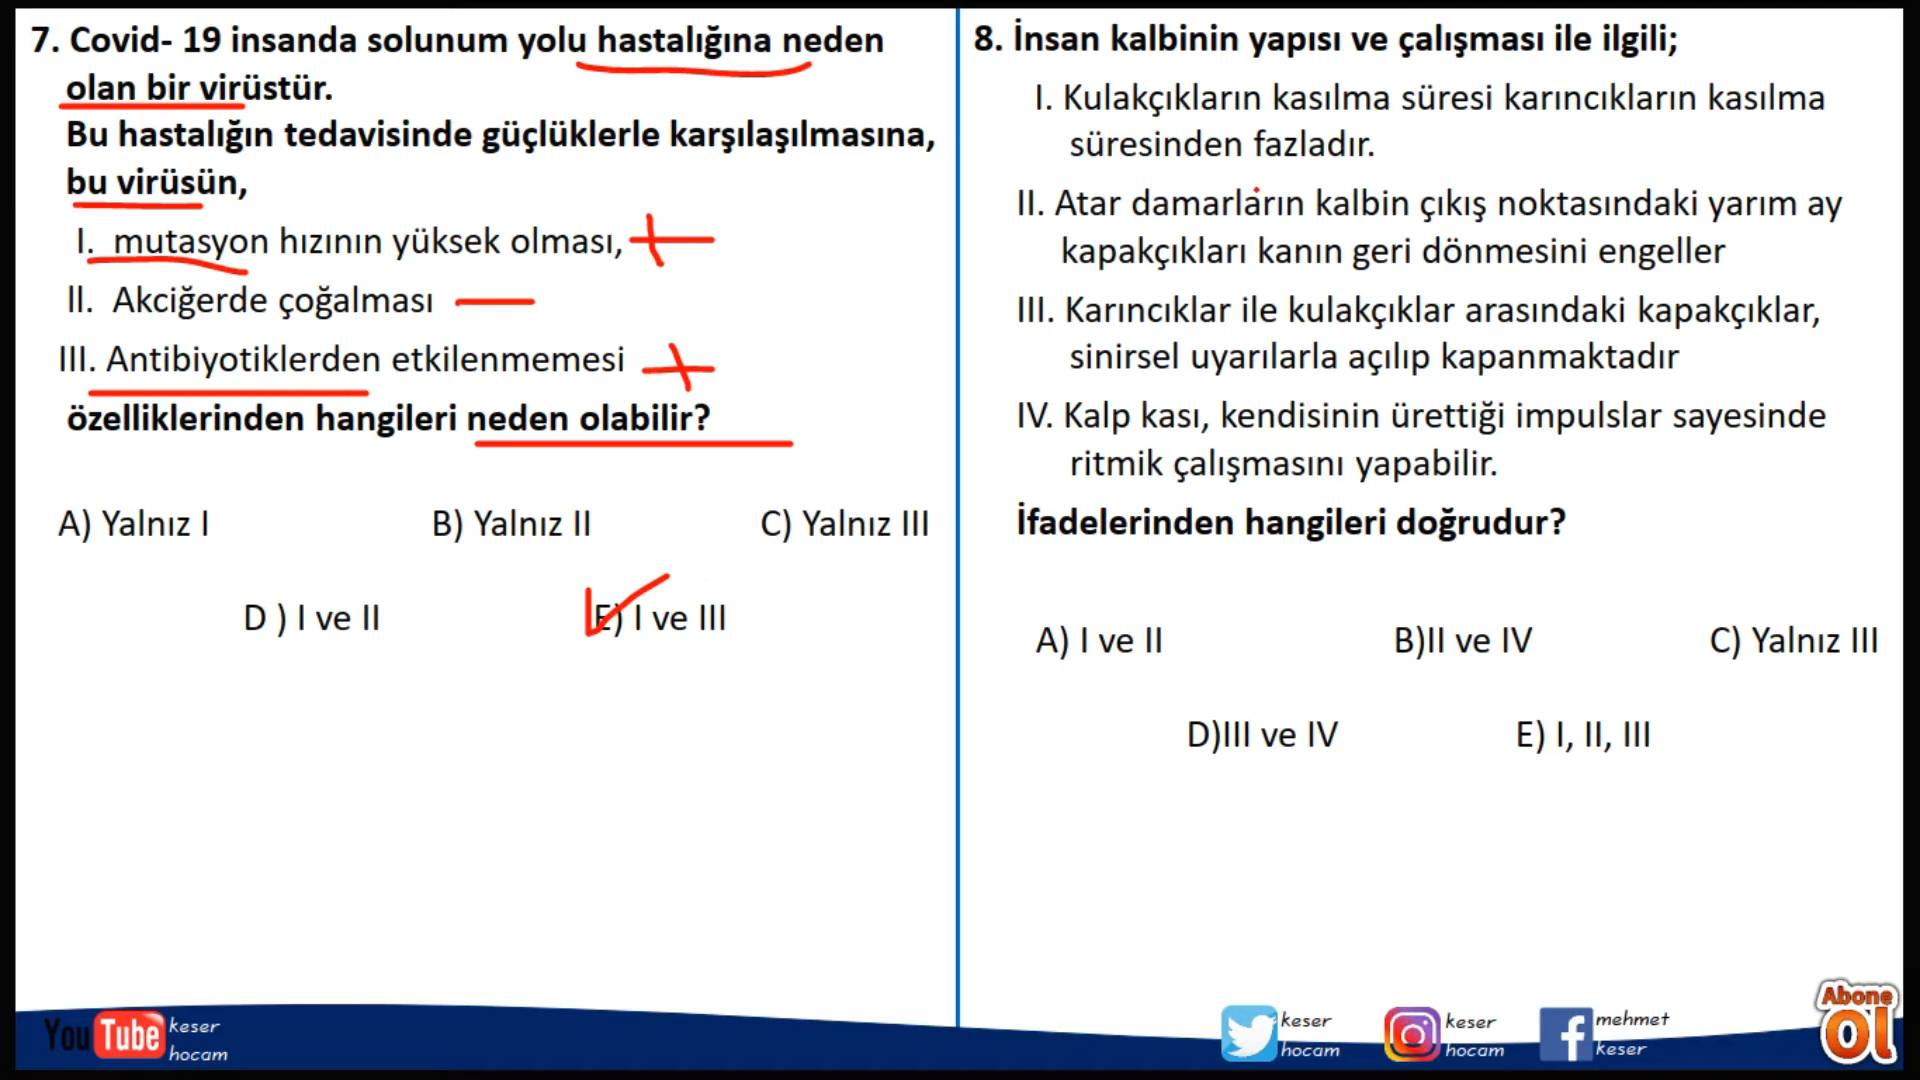 7. Covid- 19 insanda solunum yolu hastalığına neden
olan bir virüstür.
Bu hastalığın tedavisinde güçlüklerle karşılaşılmasına,
bu virüsün,
I. mutasyon hızının yüksek olması,
II. Akciğerde çoğalması
III. Antibiyotiklerden etkilenmemesi
özelliklerinden hangileri neden olabilir?
A) Yalnız I B) Yalnız II C) Yalnız III
D ) I ve II E) I ve III
8. İnsan kalbinin yapısı ve çalışması ile ilgili;
I. Kulakçıkların kasılma süresi karıncıkların kasılma
süresinden fazladır.
II. Atar damarların kalbin çıkış noktasındaki yarım ay
kapakçıkları kanın geri dönmesini engeller
III. Karıncıklar ile kulakçıklar arasındaki kapakçıklar,
sinirsel uyarılarla açılıp kapanmaktadır
IV. Kalp kası, kendisinin ürettiği impulslar sayesinde
ritmik çalışmasını yapabilir.
İfadelerinden hangileri doğrudur?
A) I ve II B)II ve IV C) Yalnız III
D)III ve IV E) I, II, III
YouTube keser
hocam
keser
hocam
keser
hocam
mehmet
keser
Abone
Ol